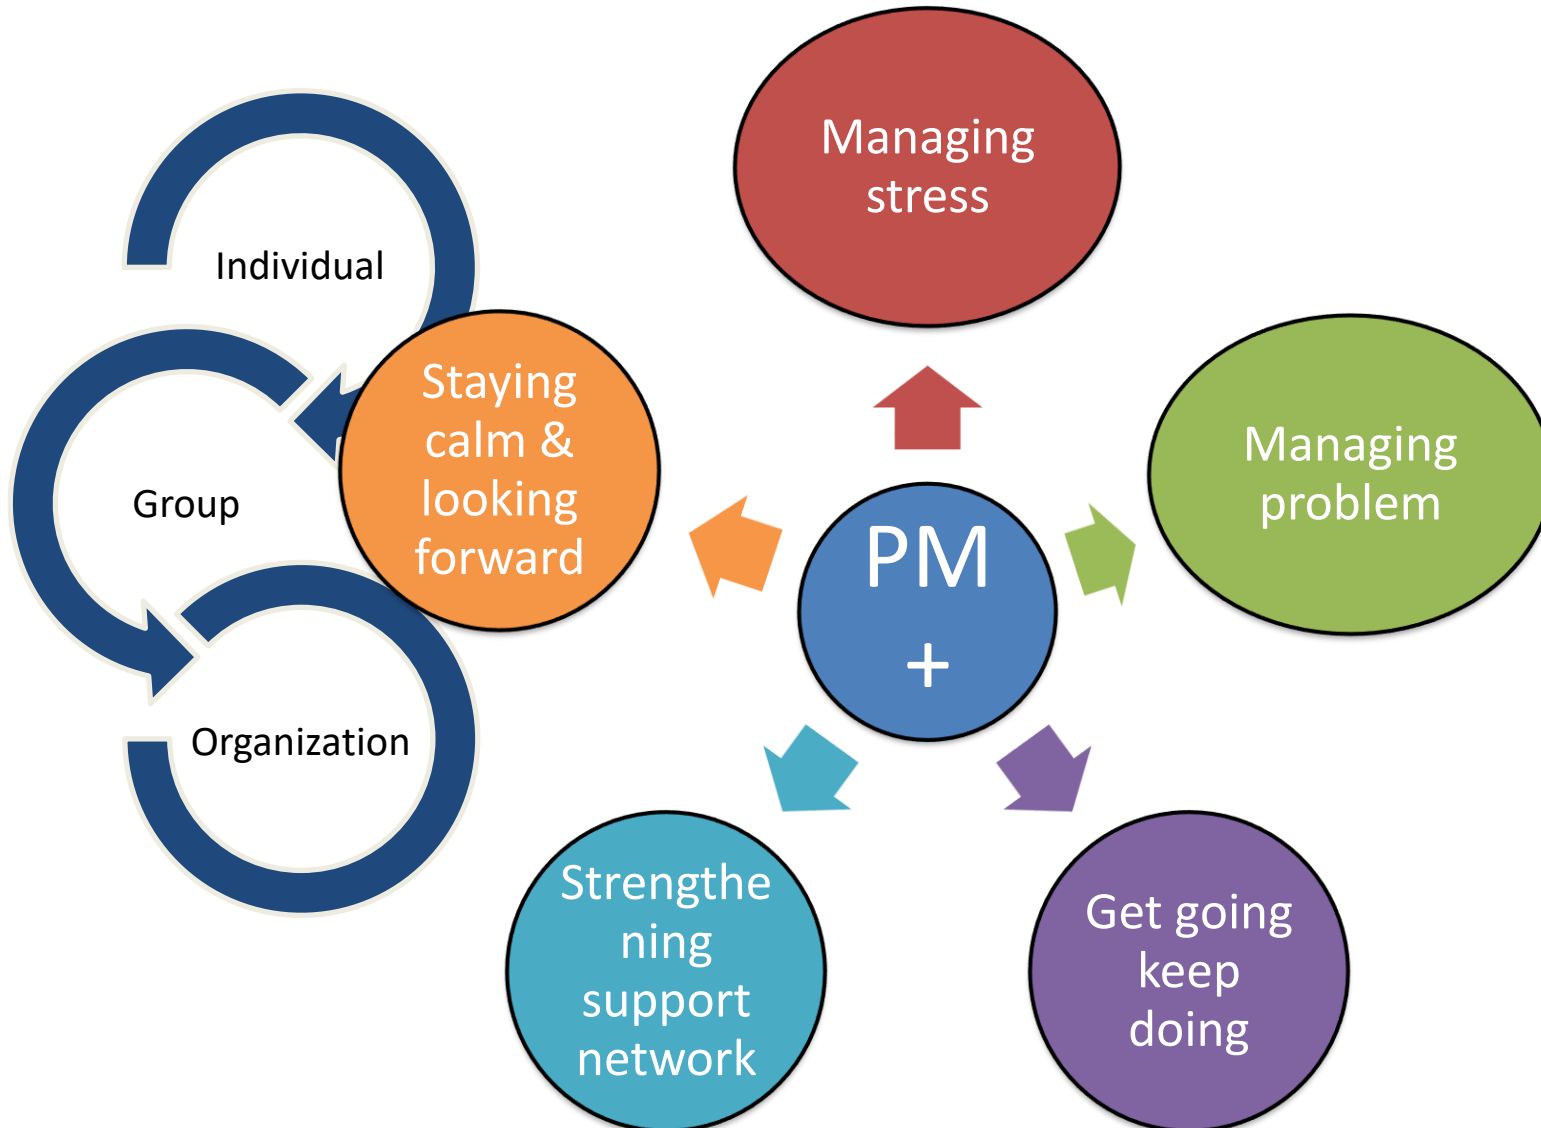 Managing
stress
Individual
Staying
calm &
looking
forward
Managing
problem
Group
PM
+
Organization
Strengthe
ning
support
network
Get going
keep
doing